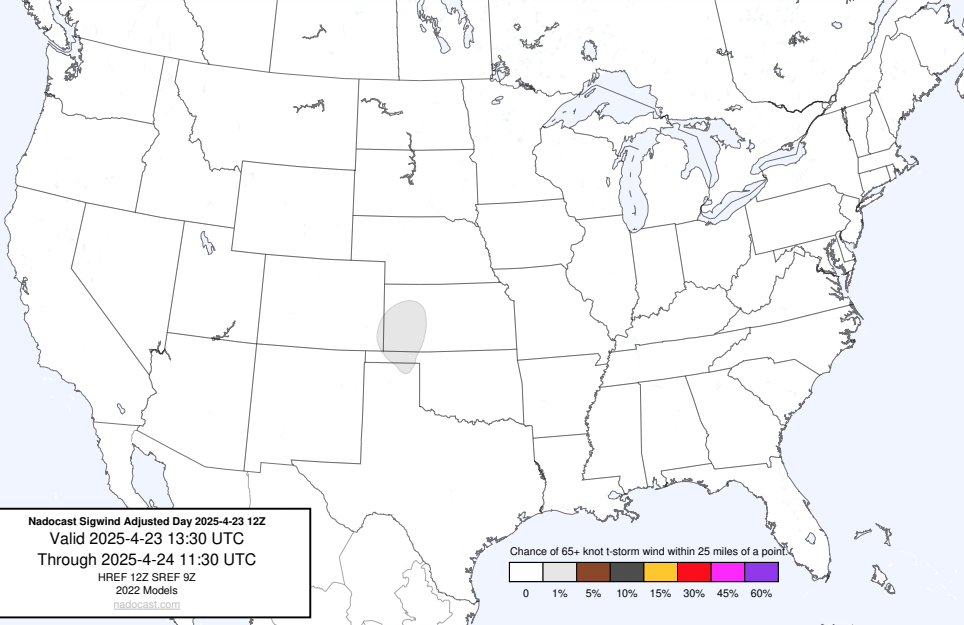 Nadocast Sigwind Adjusted Day 2025-4-23 12Z
Valid 2025-4-23 13:30 UTC
Through 2025-4-24 11:30 UTC
HREF 12Z SREF 9Z
2022 Models
nadocast.com
Chance of 65+ knot t-storm wind within 25 miles of a point.
0 1% 5% 10% 15% 30% 45% 60%